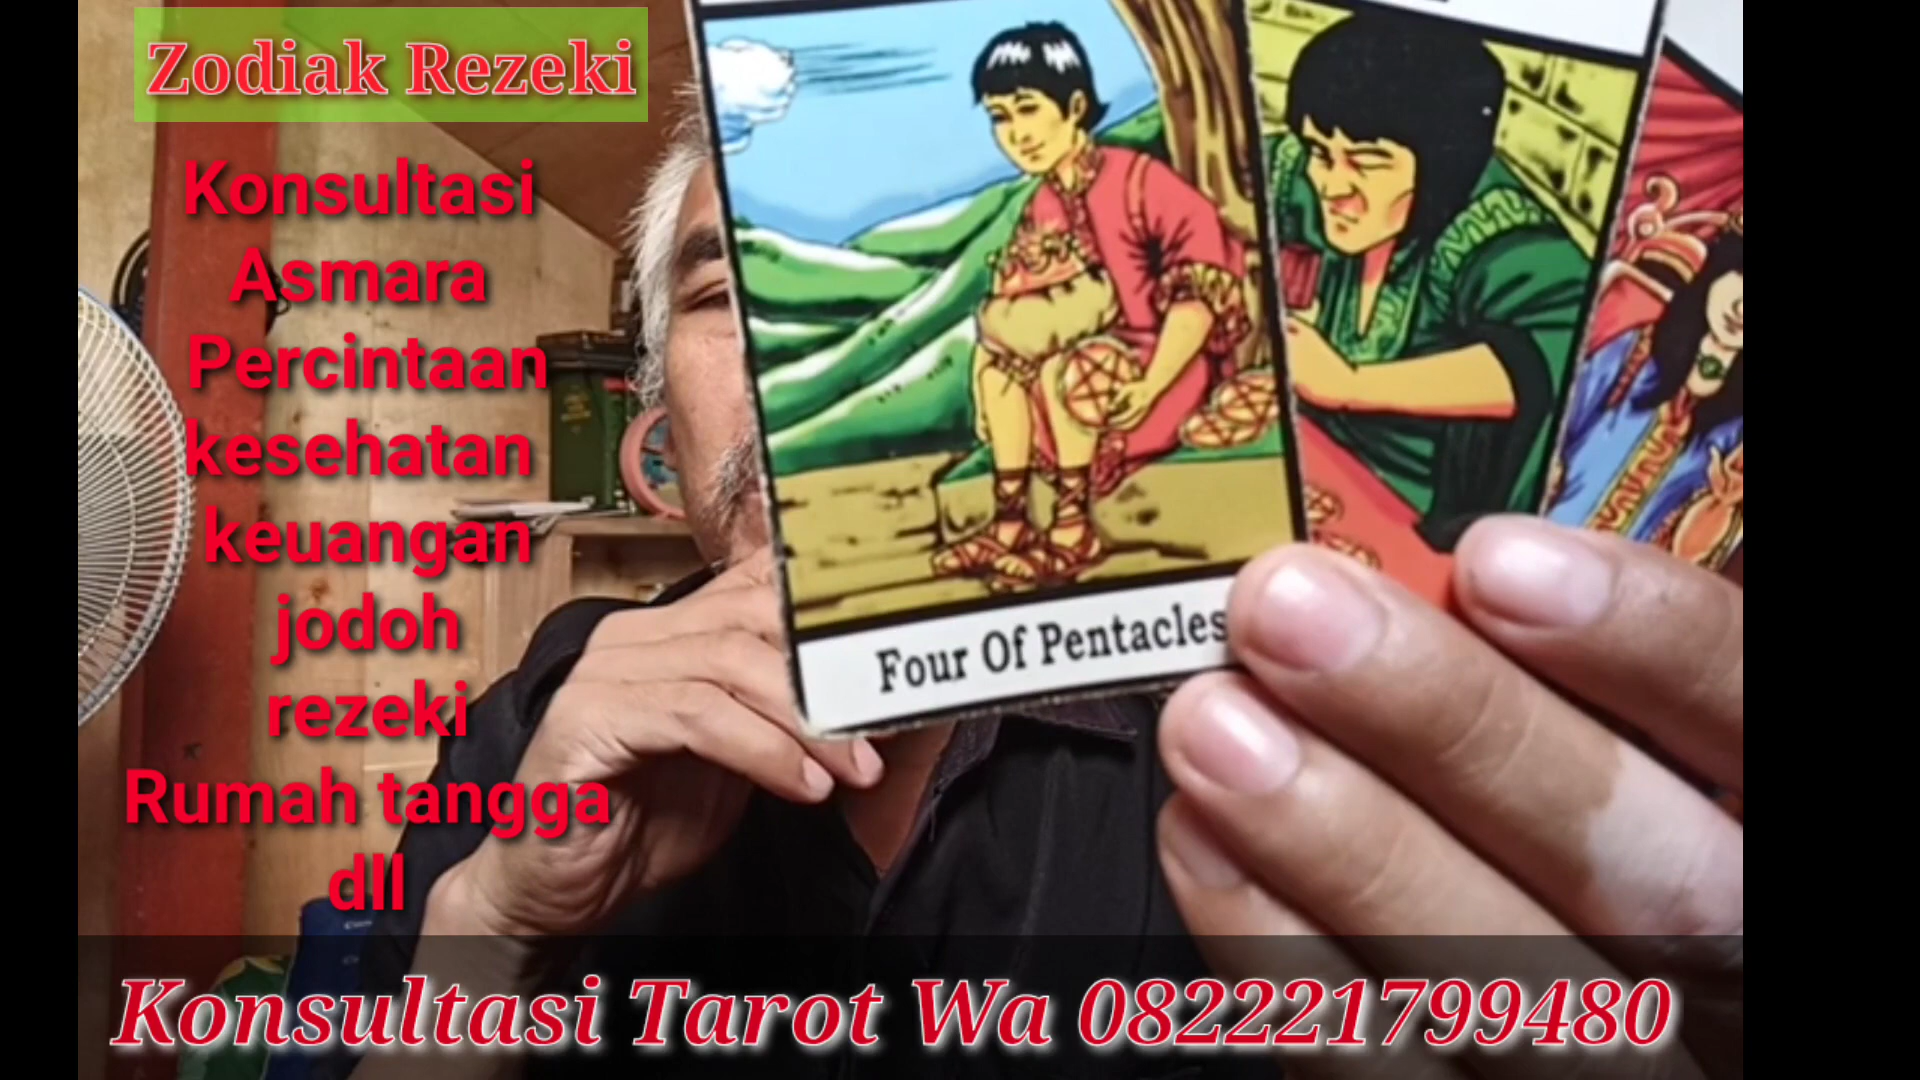 Zodiak Rezeki
Konsultasi
Asmara
Percintaan
kesehatan
keuangan
jodoh
rezeki
Rumah tangga
dll
Four Of Pentacles
Konsultasi Tarot Wa 082221799480